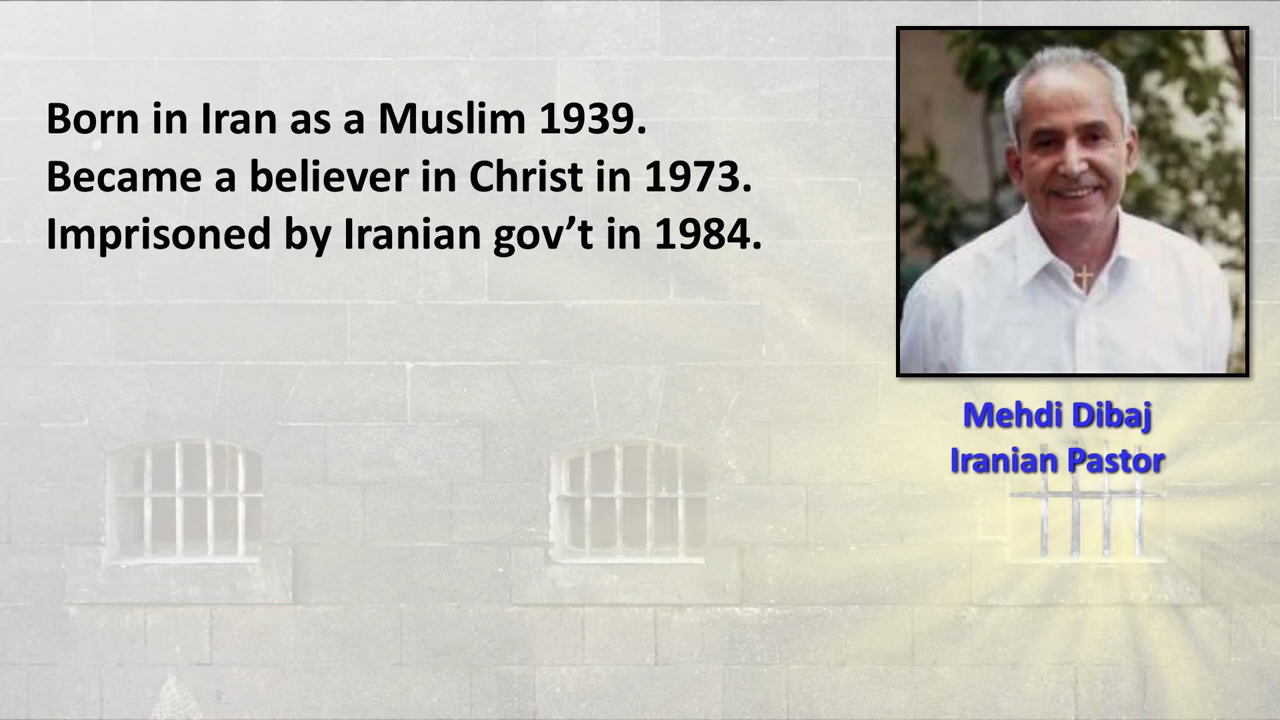 Born in Iran as a Muslim 1939.
Became a believer in Christ in 1973.
Imprisoned by Iranian gov’t in 1984.
Mehdi Dibaj
Iranian Pastor